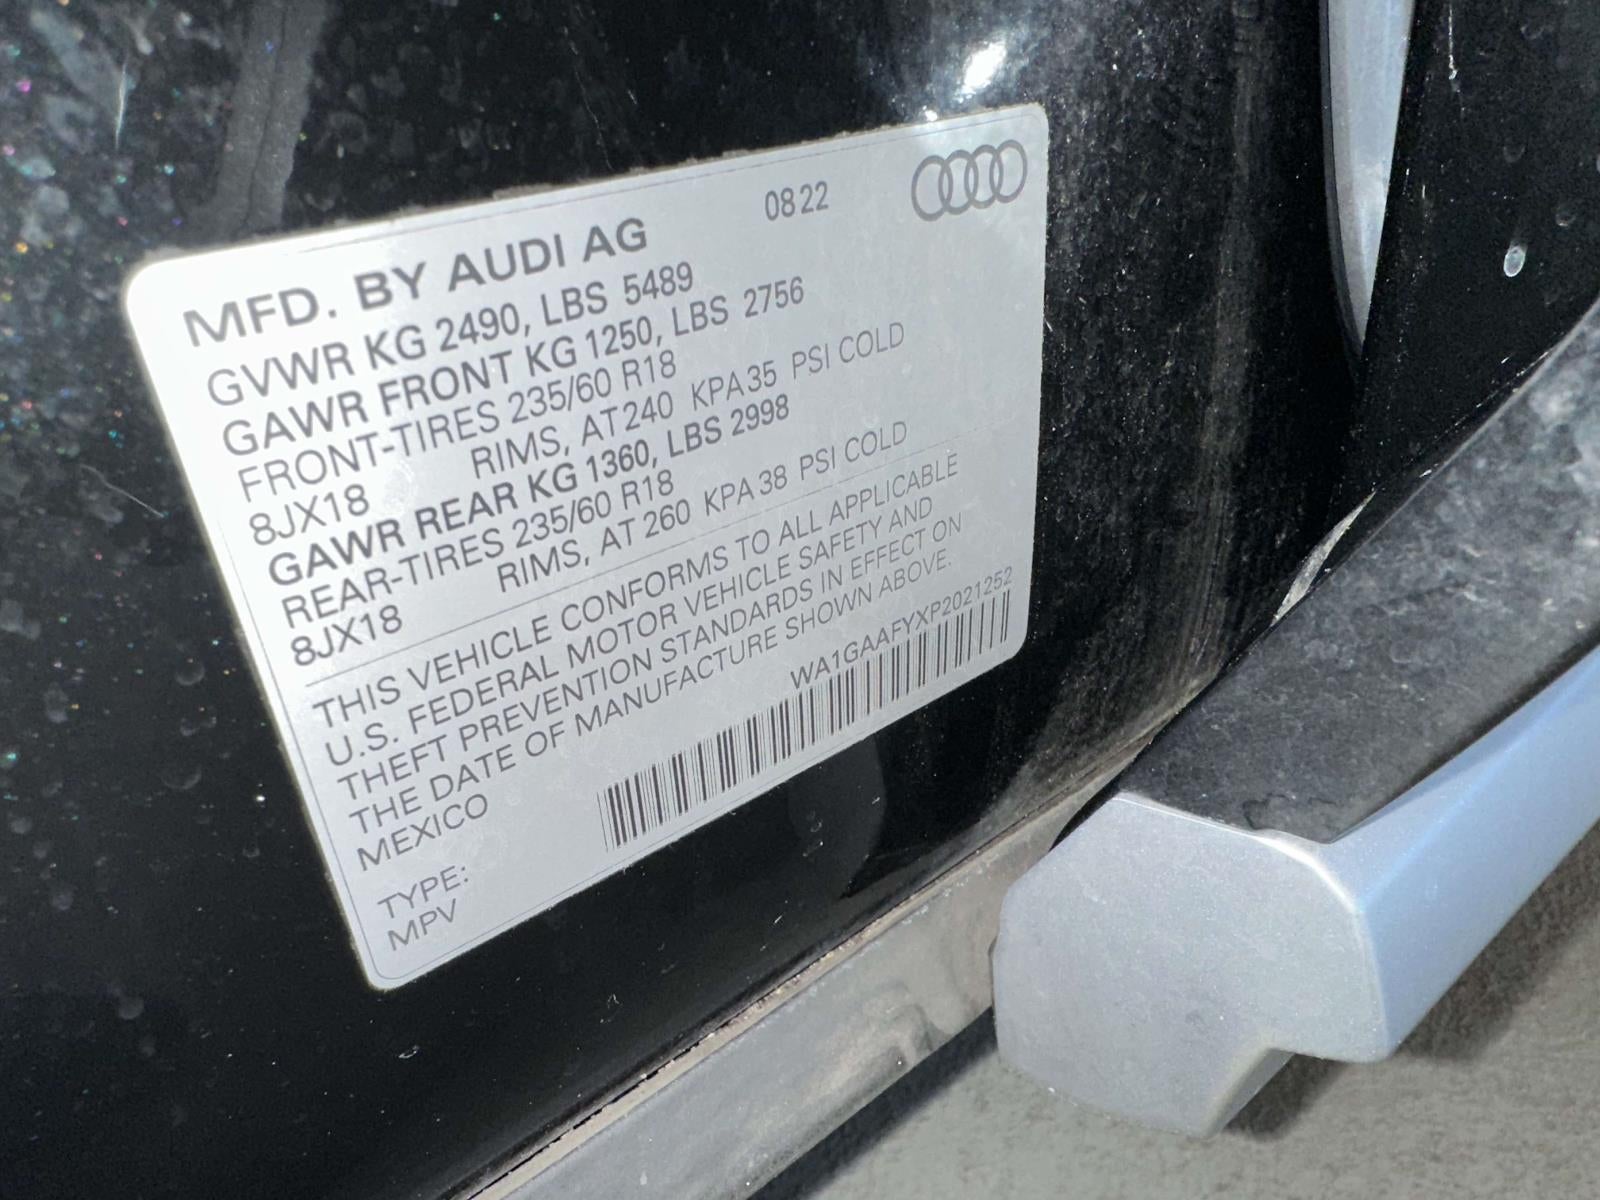 MFD. BY AUDI AG 0822
GVWR KG 2490, LBS 5489
GAWR FRONT KG 1250, LBS 2756
FRONT-TIRES 235/60 R18
8JX18 RIMS, AT 240 KPA 35 PSI COLD
GAWR REAR KG 1360, LBS 2998
REAR-TIRES 235/60 R18
8JX18 RIMS, AT 260 KPA 38 PSI COLD
THIS VEHICLE CONFORMS TO ALL APPLICABLE
U.S. FEDERAL MOTOR VEHICLE SAFETY AND
THEFT PREVENTION STANDARDS IN EFFECT ON
THE DATE OF MANUFACTURE SHOWN ABOVE.
MEXICO WA1GAAFYXP2021252
TYPE:
MPV